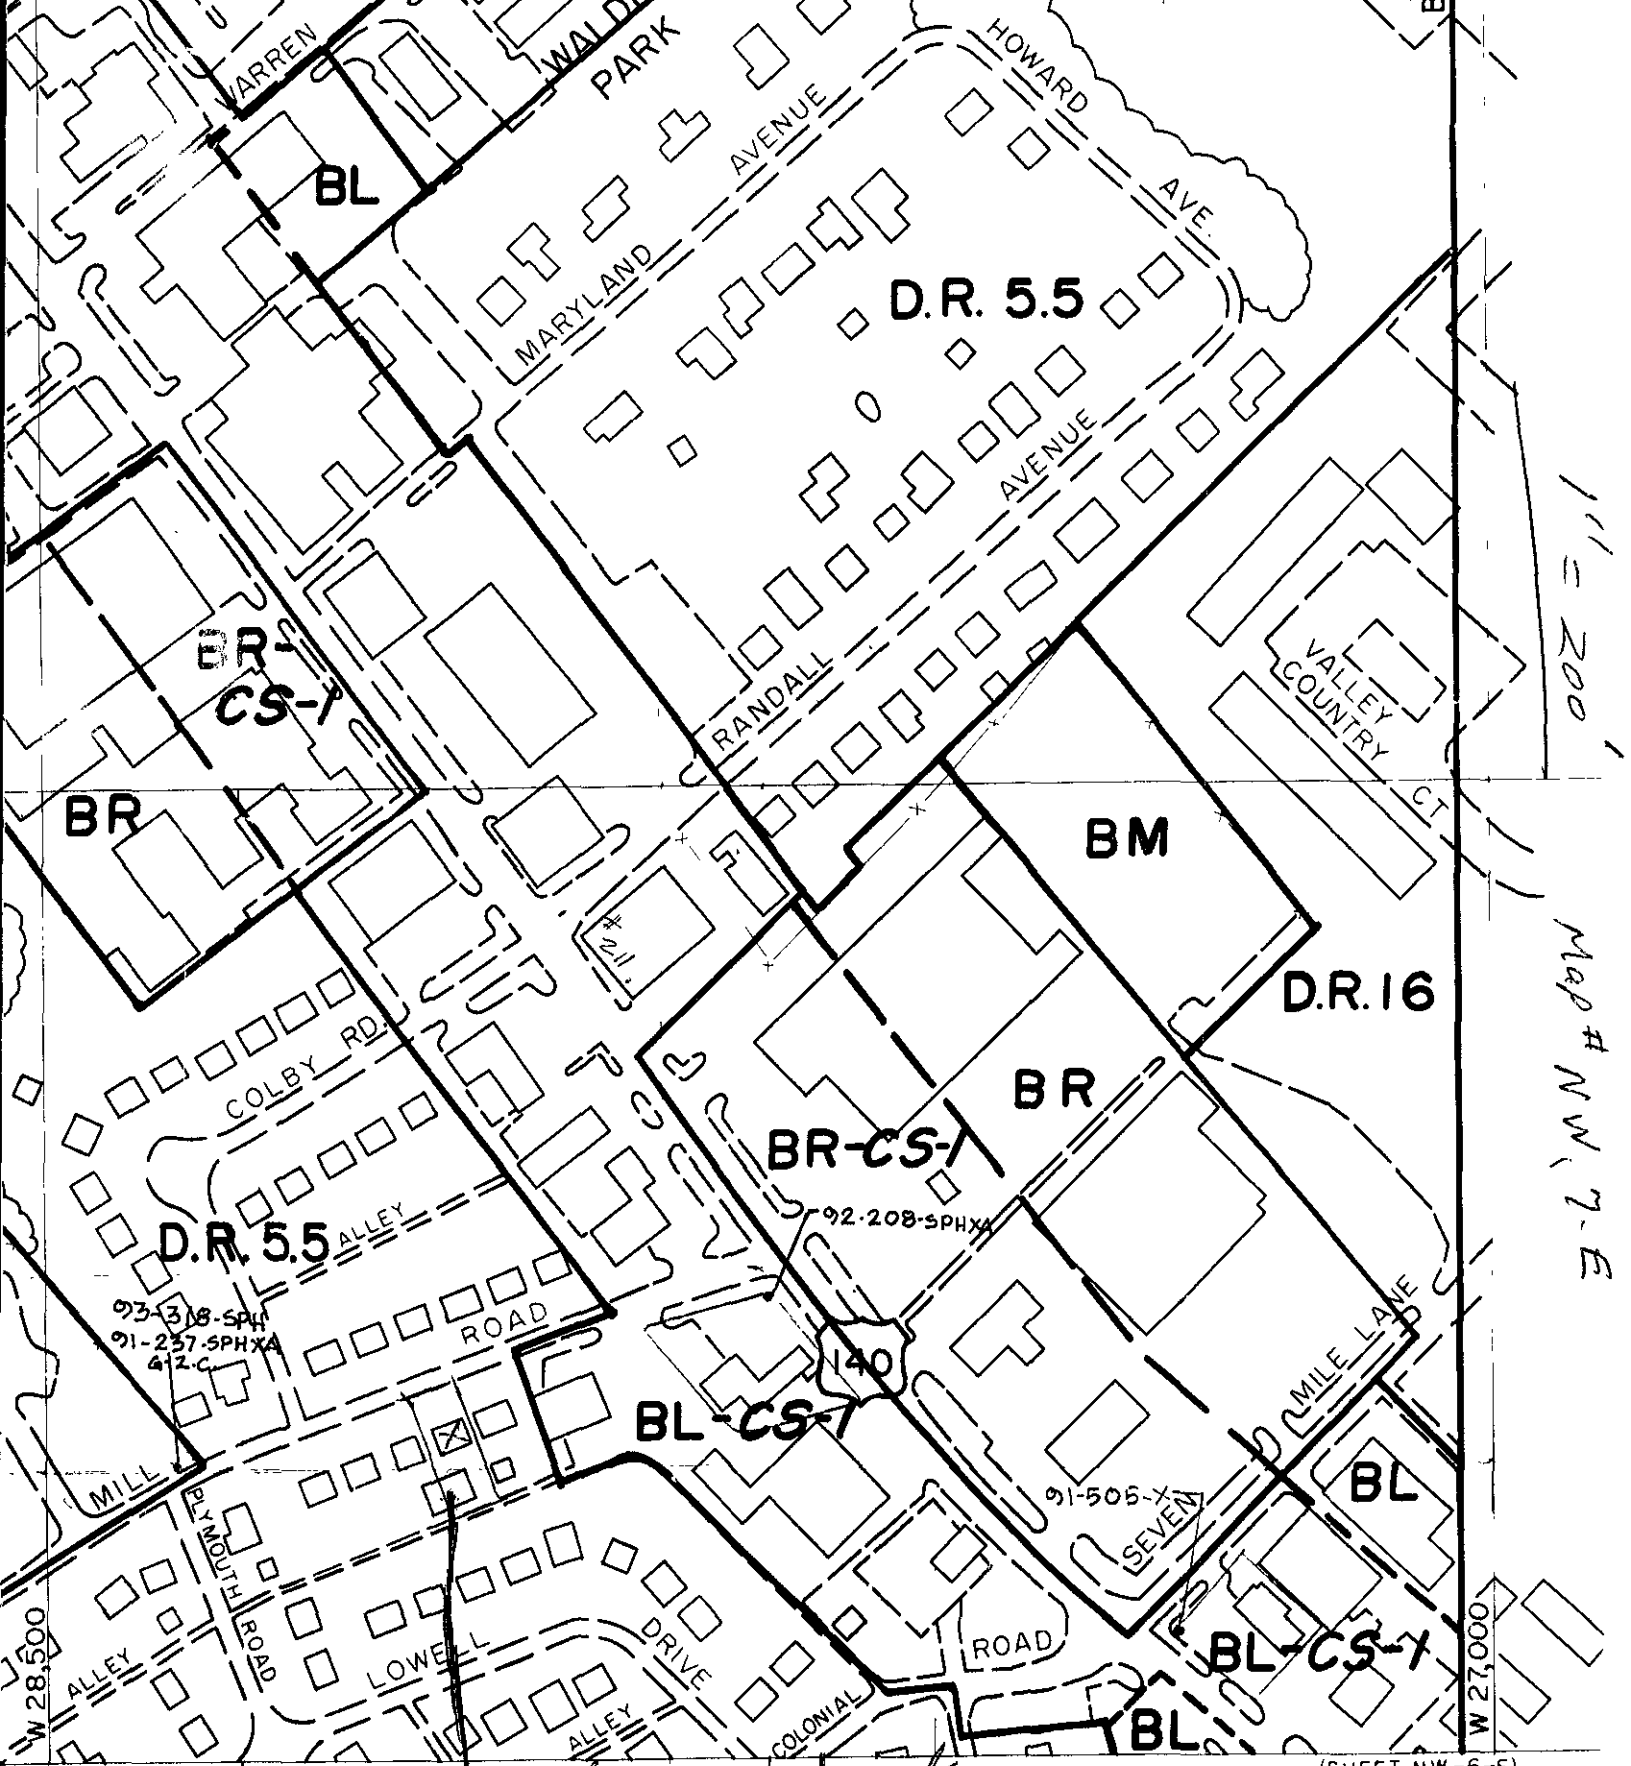 WARREN
PARK
HOWARD
AVE.
BL
MARYLAND
AVENUE
D.R. 5.5
AVENUE
RANDALL
1" = 200'
VALLEY
COUNTRY
CT
BR-
CS-1
BR
BM
# 211.
D.R.16
Map # NW, 7-E
COLBY RD.
BR
BR-CS-1
92-208-SPHXA
D.R. 5.5
ALLEY
93-318-SPH
91-237-SPHXA
ROAD
140
MILE LANE
BL-CS-1
BL
MILL
91-505-X
SEVEN
PLYMOUTH
ROAD
LOWELL
DRIVE
ROAD
BL-CS-1
ALLEY
ALLEY
COLONIAL
BL
W 28,500
W 27,000